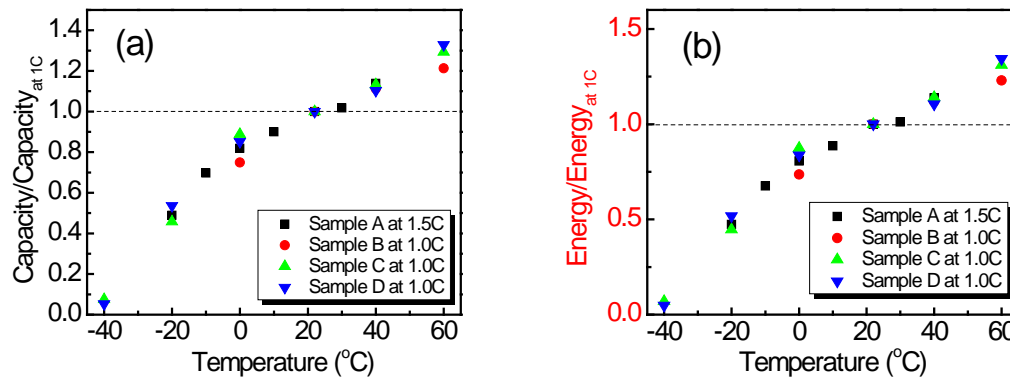 (a)
Capacity/Capacity at 1C
1.4
1.2
1.0
0.8
0.6
0.4
0.2
0.0
Sample A at 1.5C
Sample B at 1.0C
Sample C at 1.0C
Sample D at 1.0C
-40 -20 0 20 40 60
Temperature (°C)
(b)
Energy/Energy at 1C
1.5
1.0
0.5
0.0
Sample A at 1.5C
Sample B at 1.0C
Sample C at 1.0C
Sample D at 1.0C
-40 -20 0 20 40 60
Temperature (°C)